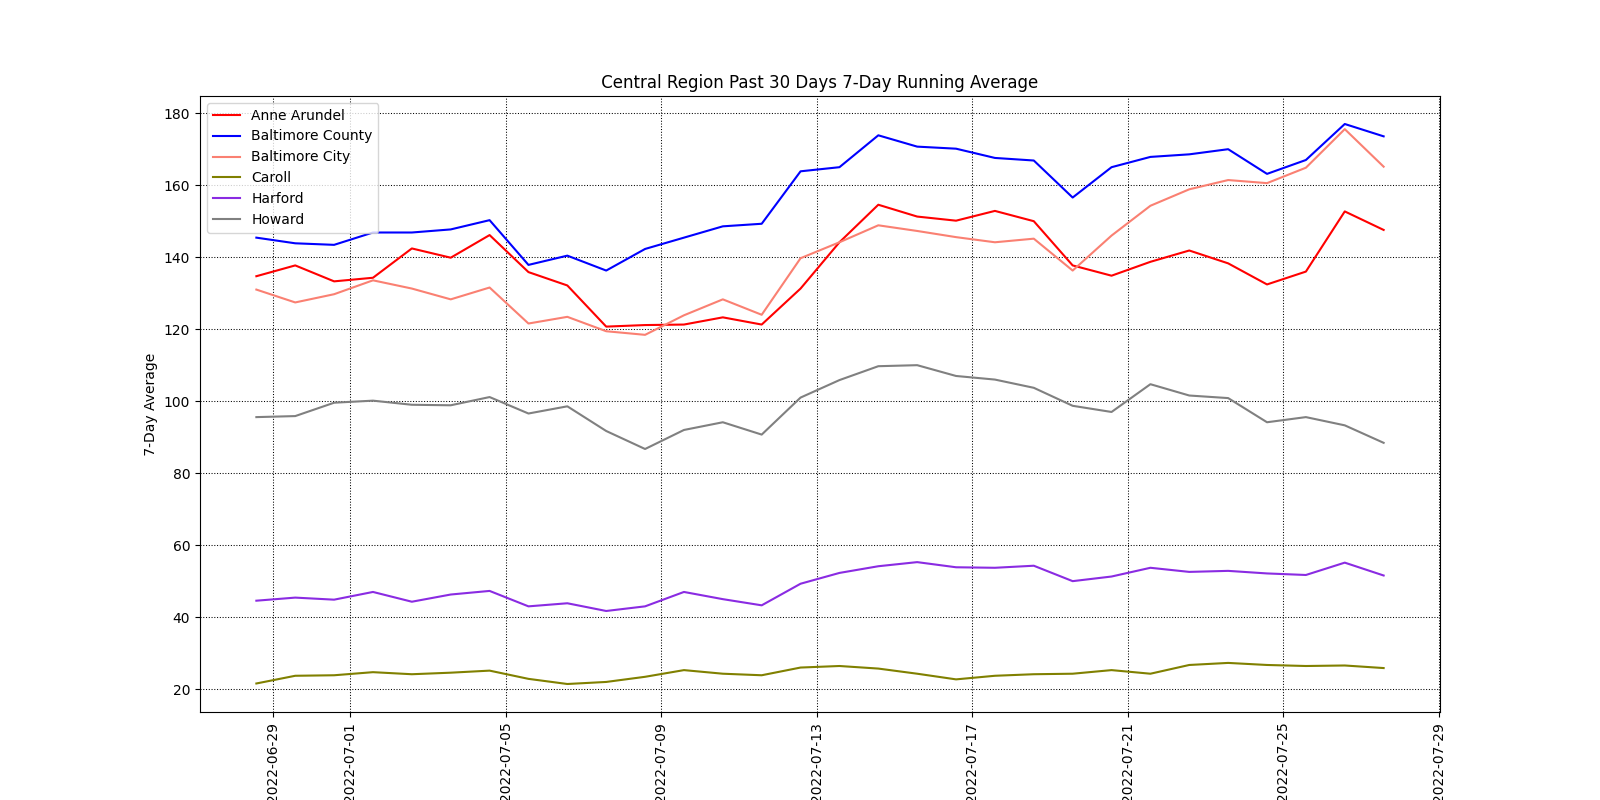 Central Region Past 30 Days 7-Day Running Average
Anne Arundel
Baltimore County
Baltimore City
Caroll
Harford
Howard
7-Day Average
180
160
140
120
100
80
60
40
20
2022-06-29
2022-07-01
2022-07-05
2022-07-09
2022-07-13
2022-07-17
2022-07-21
2022-07-25
2022-07-29